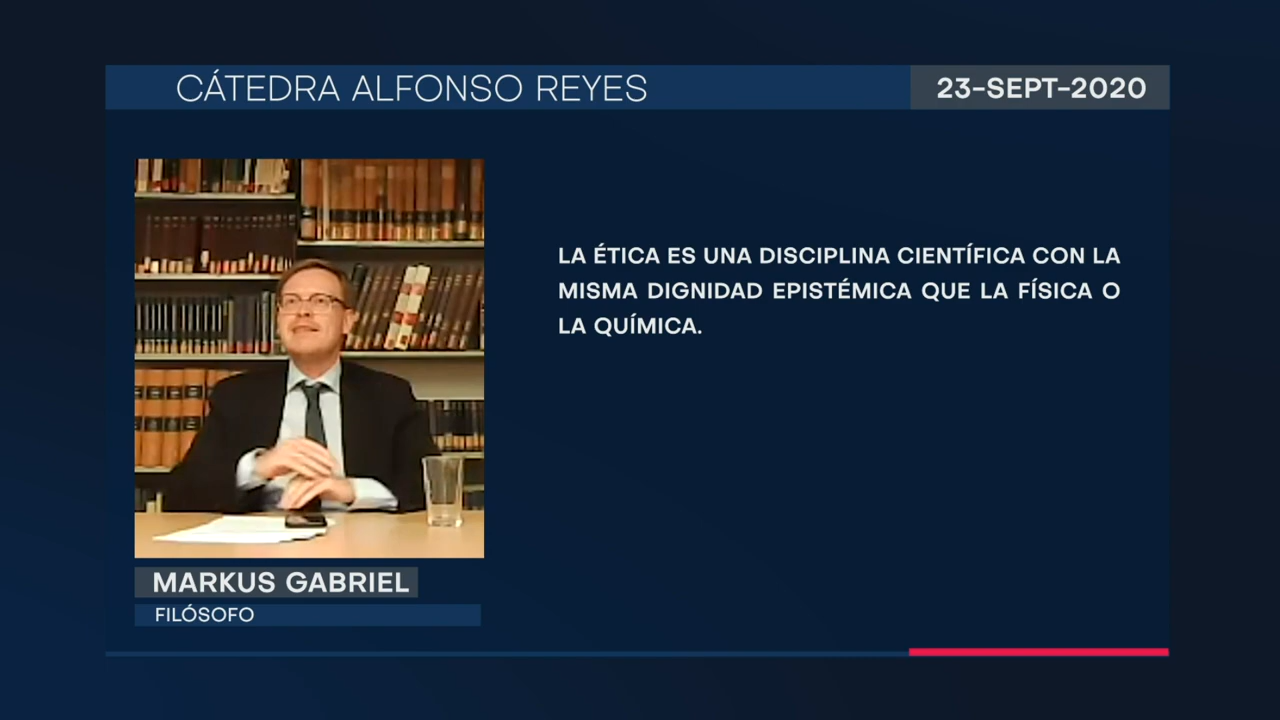 CÁTEDRA ALFONSO REYES
23-SEPT-2020
LA ÉTICA ES UNA DISCIPLINA CIENTÍFICA CON LA
MISMA DIGNIDAD EPISTÉMICA QUE LA FÍSICA O
LA QUÍMICA.
MARKUS GABRIEL
FILÓSOFO